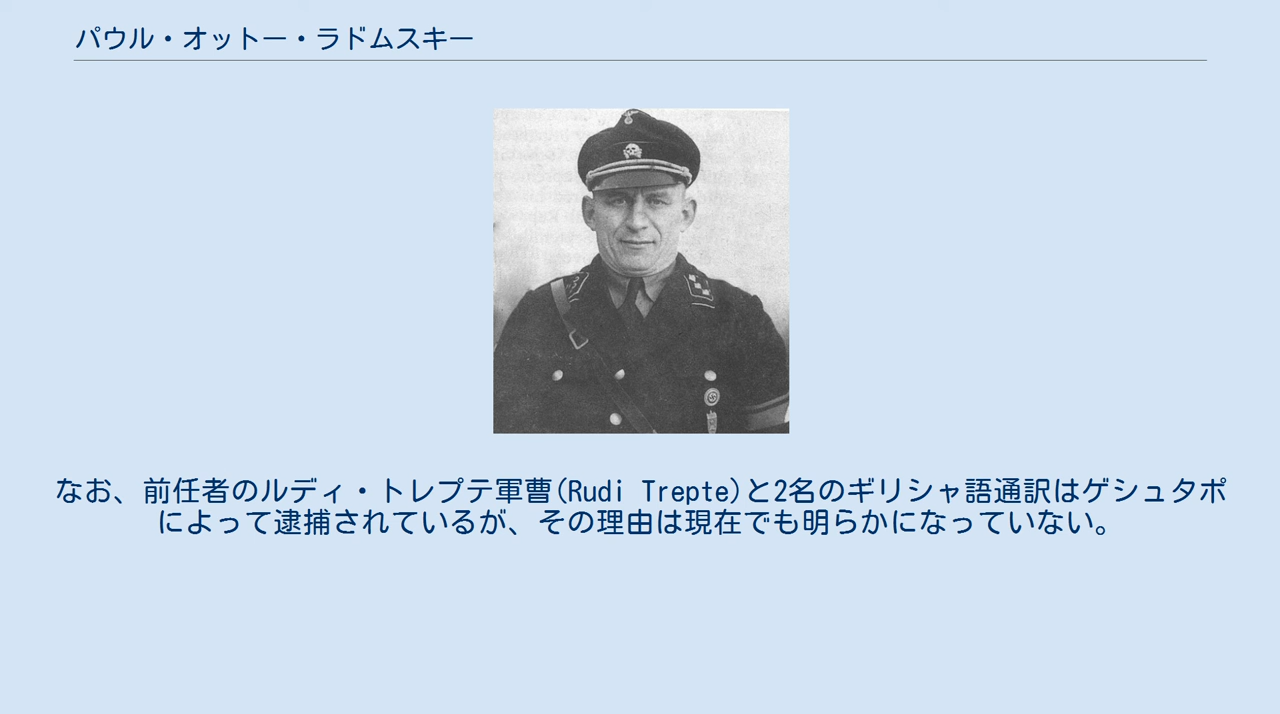 パウル・オットー・ラドムスキー
なお、前任者のルディ・トレプテ軍曹(Rudi Trepte)と2名のギリシャ語通訳はゲシュタポ
によって逮捕されているが、その理由は現在でも明らかになっていない。